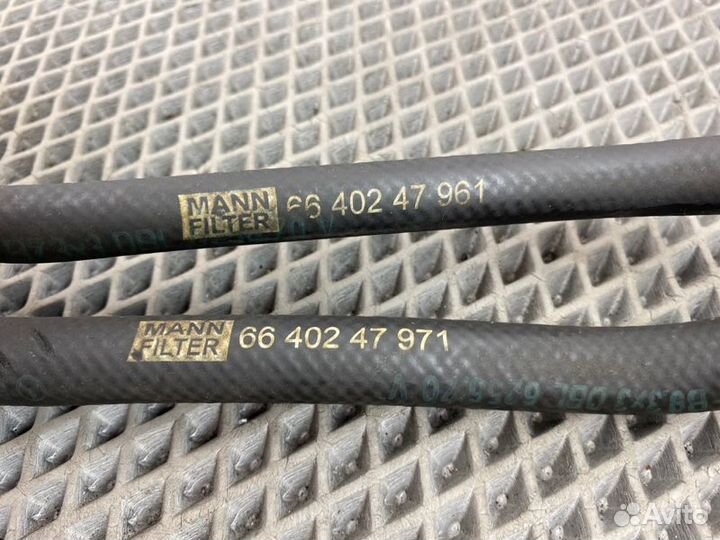 MANN
FILTER
66 402 47 961
MANN
FILTER
66 402 47 971
Avito